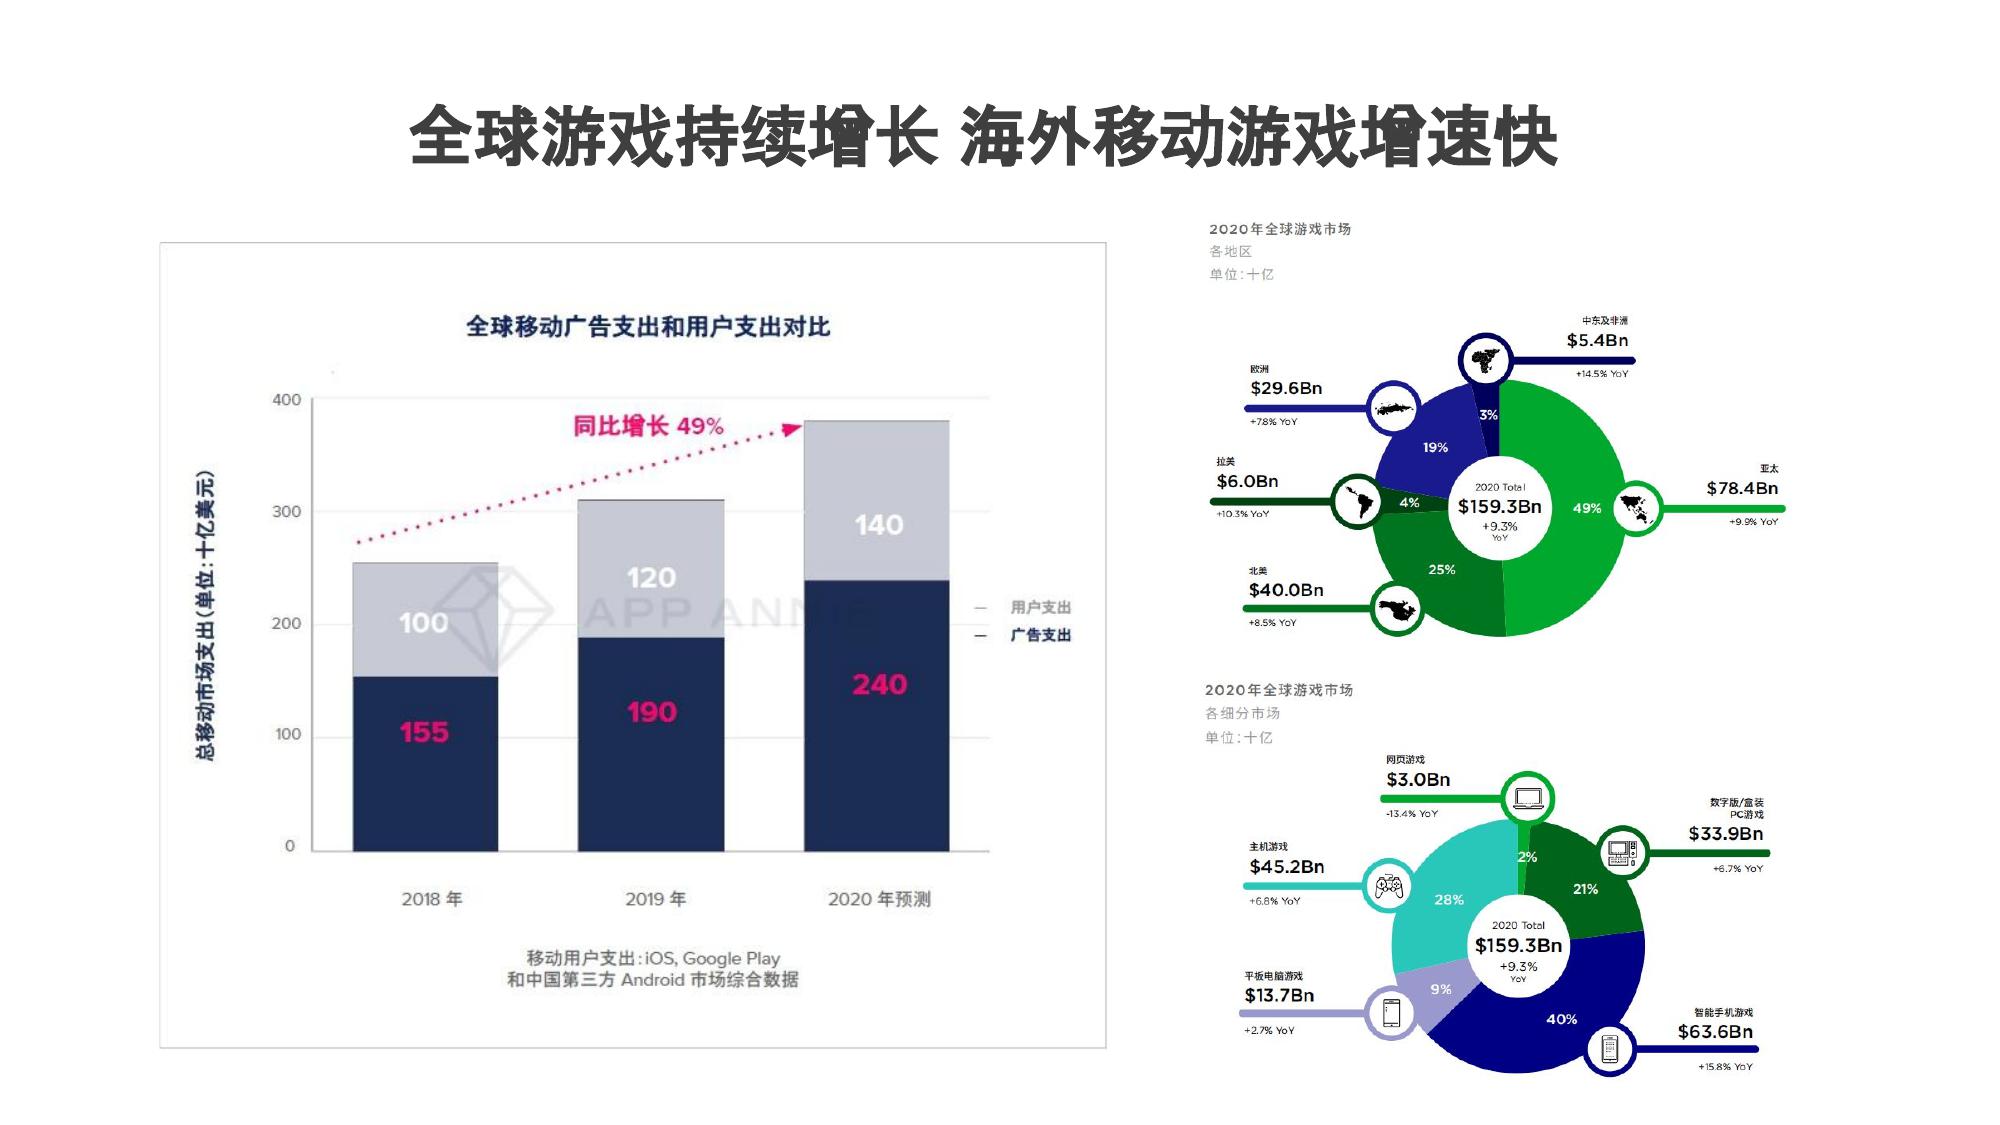 全球游戏持续增长 海外移动游戏增速快
全球移动广告支出和用户支出对比
总移动市场支出(单位:十亿美元)
400
300
200
100
0
同比增长 49%
100
155
120
190
140
240
APP ANNIE
用户支出
广告支出
2018 年
2019 年
2020 年预测
移动用户支出:iOS, Google Play
和中国第三方 Android 市场综合数据
2020年全球游戏市场
各地区
单位:十亿
中东及非洲
$5.4Bn
+14.5% YoY
欧洲
$29.6Bn
+7.8% YoY
拉美
$6.0Bn
+10.3% YoY
北美
$40.0Bn
+8.5% YoY
亚太
$78.4Bn
+9.9% YoY
3%
19%
4%
25%
49%
2020 Total
$159.3Bn
+9.3%
YoY
2020年全球游戏市场
各细分市场
单位:十亿
网页游戏
$3.0Bn
-13.4% YoY
数字版/盒装
PC游戏
$33.9Bn
+6.7% YoY
主机游戏
$45.2Bn
+6.8% YoY
平板电脑游戏
$13.7Bn
+2.7% YoY
智能手机游戏
$63.6Bn
+15.8% YoY
2%
21%
28%
9%
40%
2020 Total
$159.3Bn
+9.3%
YoY